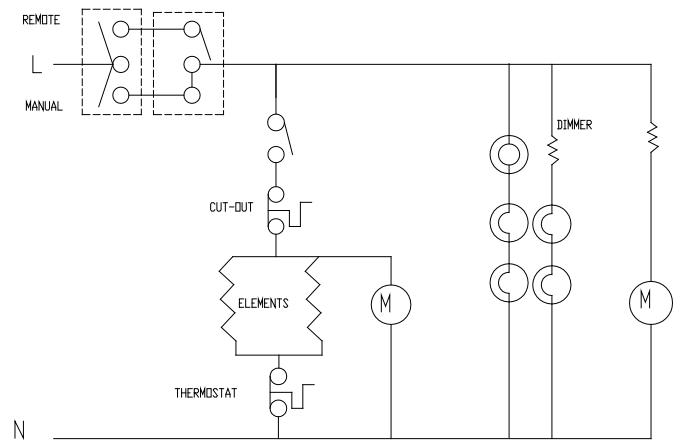 REMOTE
L
MANUAL
DIMMER
CUT-OUT
ELEMENTS
M
M
THERMOSTAT
N